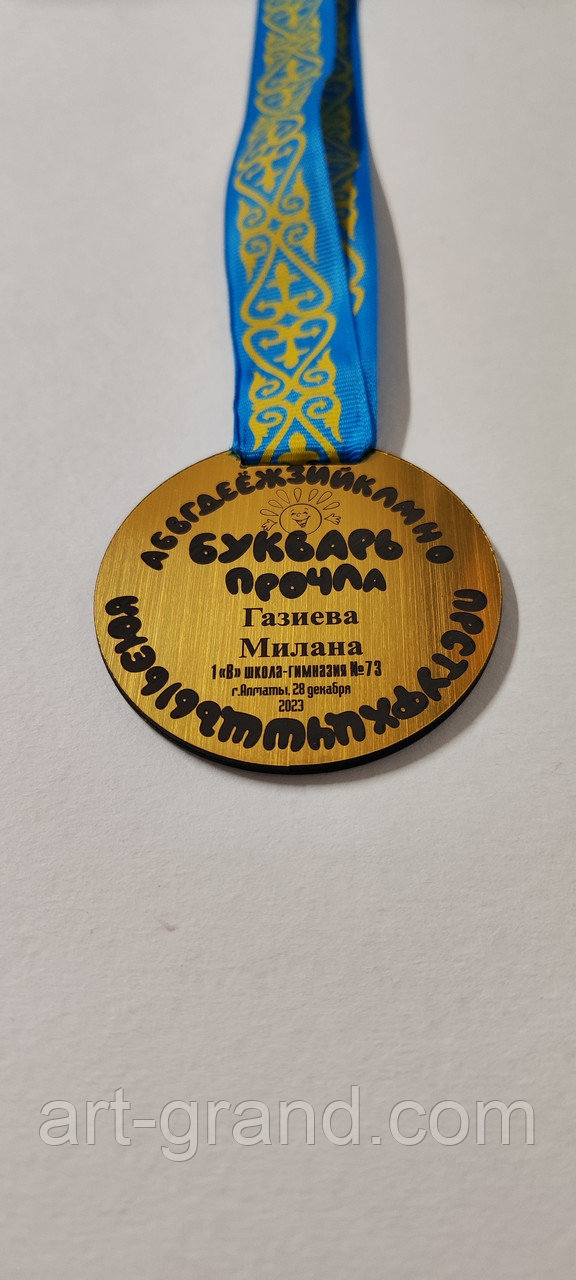 АБВГДЕЁЖЗИЙКЛМНО
БУКВАРЬ
ПРОЧЛА
Газиева
Милана
1 «В» школа-гимназия №73
г.Алматы, 28 декабря
2023
ПРСТУФХЦЧШЩЪЫЬЭЮЯ
art-grand.com